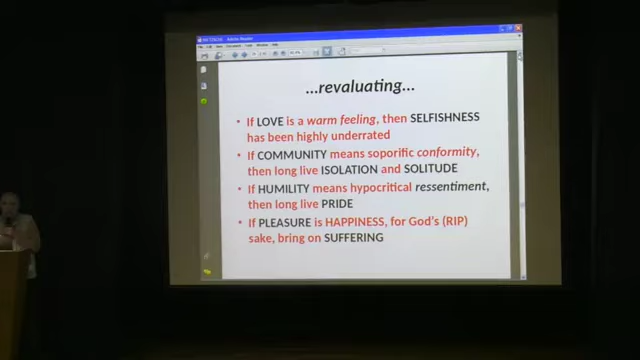 ...revaluating...
• If LOVE is a warm feeling, then SELFISHNESS
has been highly underrated
• If COMMUNITY means soporific conformity,
then long live ISOLATION and SOLITUDE
• If HUMILITY means hypocritical ressentiment,
then long live PRIDE
• If PLEASURE is HAPPINESS, for God's (RIP)
sake, bring on SUFFERING